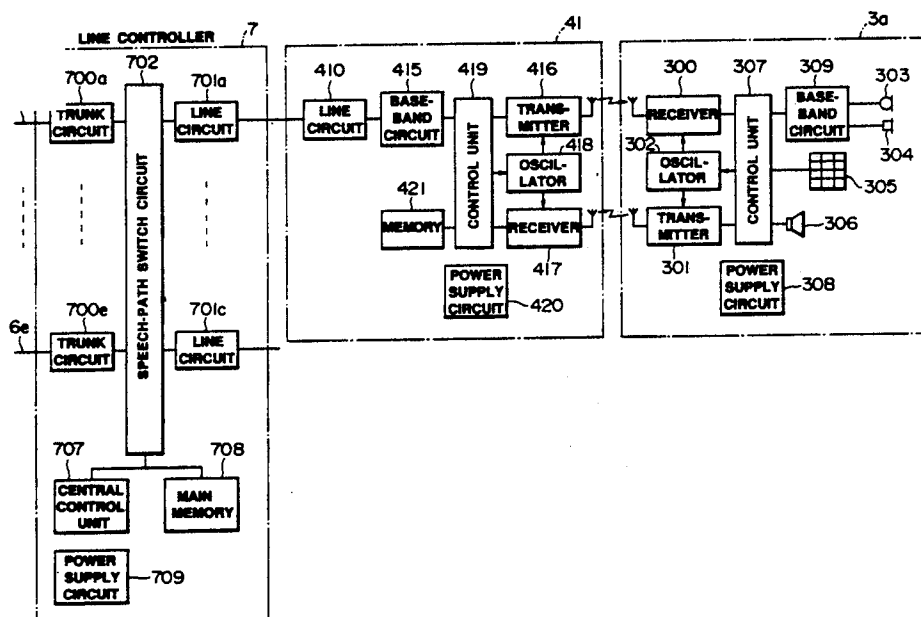 LINE CONTROLLER
7
41
3a
700a
702
701a
410
415
419
416
300
307
309
303
TRUNK
CIRCUIT
LINE
CIRCUIT
LINE
CIRCUIT
BASE-
BAND
CIRCUIT
TRANS-
MITTER
RECEIVER
BASE-
BAND
CIRCUIT
304
418
302
OSCIL-
LATOR
OSCIL-
LATOR
CONTROL UNIT
CONTROL UNIT
305
421
MEMORY
RECEIVER
TRANS-
MITTER
306
417
301
SPEECH-PATH SWITCH CIRCUIT
POWER
SUPPLY
CIRCUIT
420
POWER
SUPPLY
CIRCUIT
308
6e
700e
701c
TRUNK
CIRCUIT
LINE
CIRCUIT
707
708
CENTRAL
CONTROL
UNIT
MAIN
MEMORY
POWER
SUPPLY
CIRCUIT
709